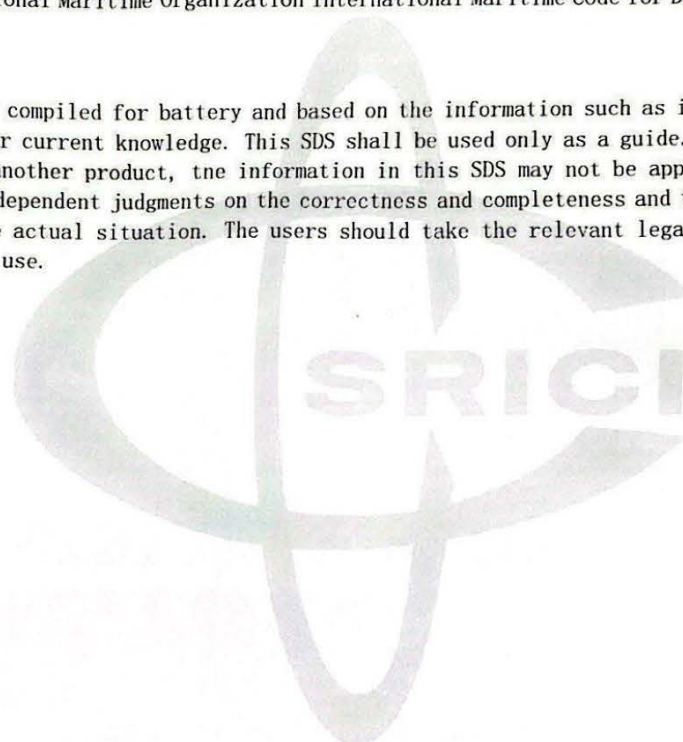 Maritime Organization International Maritime Code for
compiled for battery and based on the information such as
r current knowledge. This SDS shall be used only as a guide.
nother product, tne information in this SDS may not be app
dependent judgments on the correctness and completeness and
e actual situation. The users should take the relevant lega
use.
SRICI